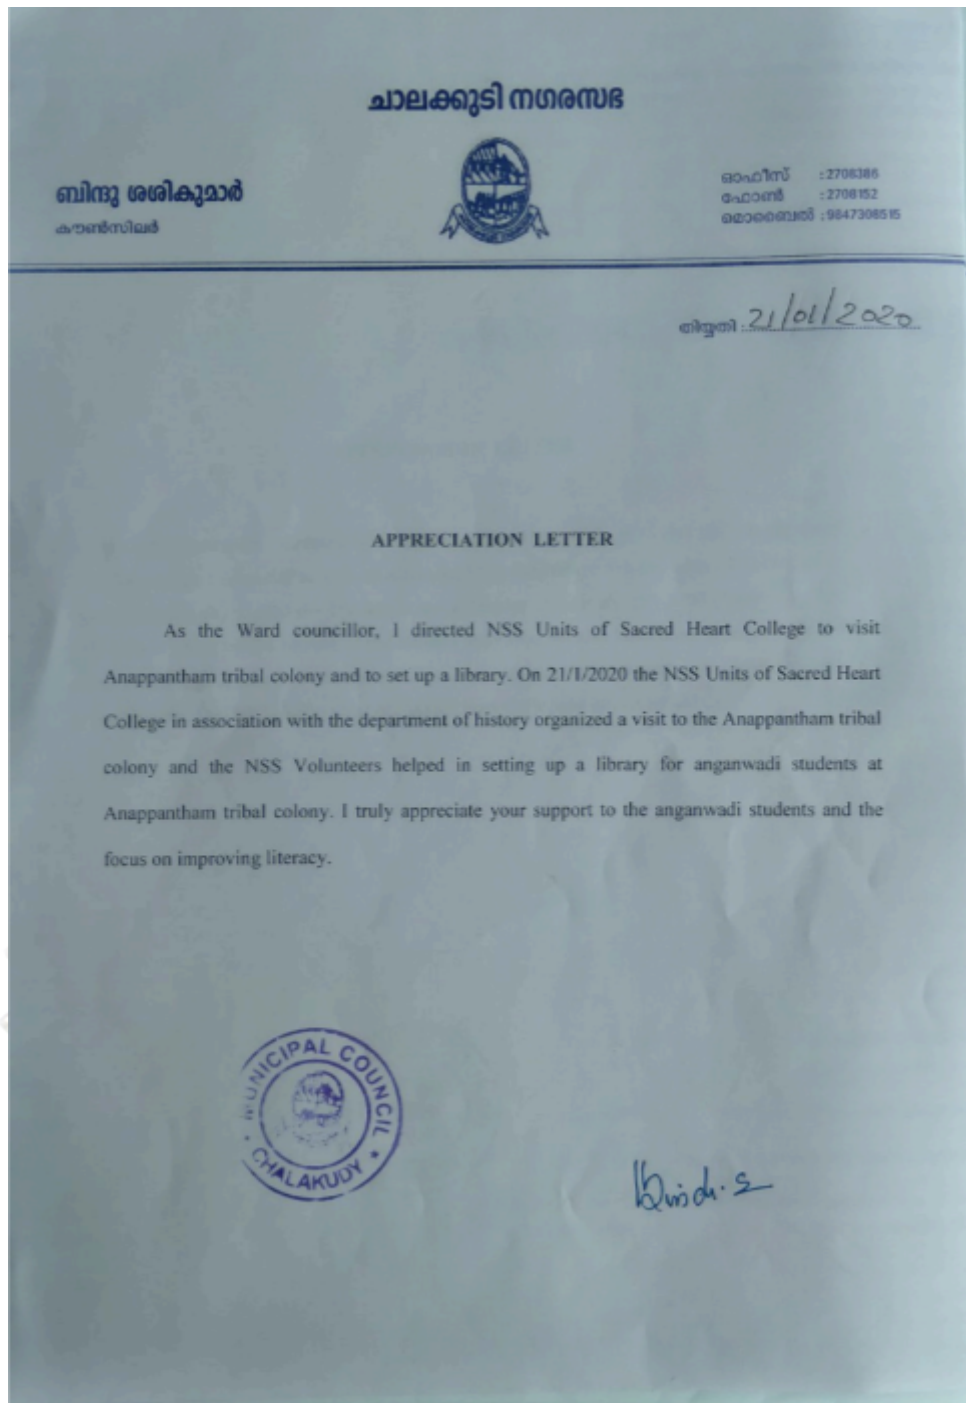 ചാലക്കുടി നഗരസഭ
ബിന്ദു ശശികുമാർ
കൗൺസിലർ
ഓഫീസ് : 2708386
ഫോൺ : 2708152
മൊബൈൽ : 9847308515
തിയ്യതി : 21/01/2020
APPRECIATION LETTER
As the Ward councillor, I directed NSS Units of Sacred Heart College to visit
Anappantham tribal colony and to set up a library. On 21/1/2020 the NSS Units of Sacred Heart
College in association with the department of history organized a visit to the Anappantham tribal
colony and the NSS Volunteers helped in setting up a library for anganwadi students at
Anappantham tribal colony. I truly appreciate your support to the anganwadi students and the
focus on improving literacy.
MUNICIPAL COUNCIL
CHALAKUDY
Bindu. S